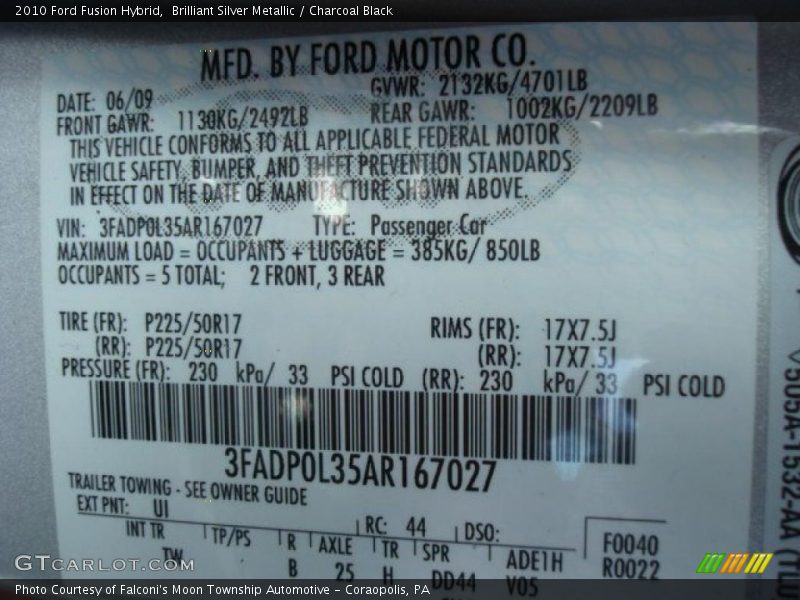 2010 Ford Fusion Hybrid, Brilliant Silver Metallic / Charcoal Black
MFD. BY FORD MOTOR CO.
DATE: 06/09 GVWR: 2132KG/4701LB
FRONT GAWR: 1130KG/2492LB REAR GAWR: 1002KG/2209LB
THIS VEHICLE CONFORMS TO ALL APPLICABLE FEDERAL MOTOR
VEHICLE SAFETY, BUMPER, AND THEFT PREVENTION STANDARDS
IN EFFECT ON THE DATE OF MANUFACTURE SHOWN ABOVE.
VIN: 3FADP0L35AR167027 TYPE: Passenger Car
MAXIMUM LOAD = OCCUPANTS + LUGGAGE = 385KG/ 850LB
OCCUPANTS = 5 TOTAL; 2 FRONT, 3 REAR
TIRE (FR): P225/50R17 RIMS (FR): 17X7.5J
(RR): P225/50R17 (RR): 17X7.5J
PRESSURE (FR): 230 kPa/ 33 PSI COLD (RR): 230 kPa/ 33 PSI COLD
3FADP0L35AR167027
TRAILER TOWING - SEE OWNER GUIDE
EXT PNT: UI RC: 44 DSO:
INT TR TP/PS R AXLE TR SPR ADE1H F0040
TW B 25 H DD44 V05 R0022
V505A-1532-AA
GTcarlot.com
Photo Courtesy of Falconi's Moon Township Automotive - Coraopolis, PA